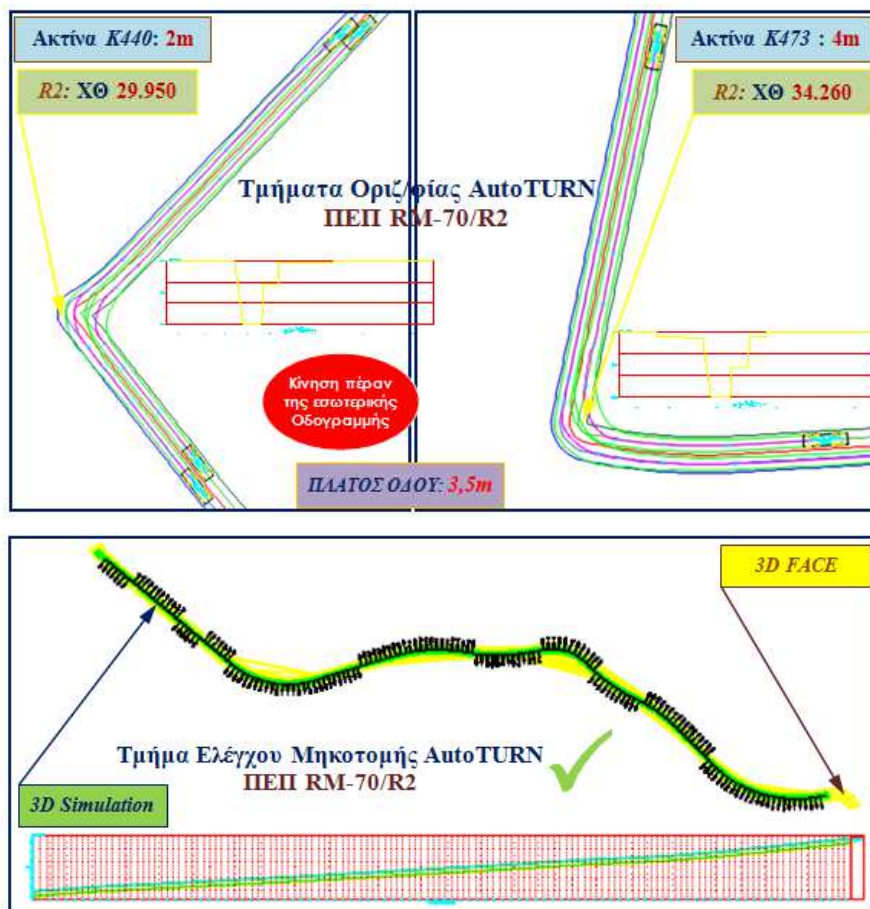 Ακτίνα Κ440: 2m
R2: ΧΘ 29.950
Ακτίνα Κ473 : 4m
R2: ΧΘ 34.260
Τμήματα Οριζ/φίας AutoTURN
ΠΕΠ RM-70/R2
Κίνηση πέραν
της εσωτερικής
Οδογραμμής
ΠΛΑΤΟΣ ΟΔΟΥ: 3,5m
3D FACE
Τμήμα Ελέγχου Μηκοτομής AutoTURN
ΠΕΠ RM-70/R2
3D Simulation